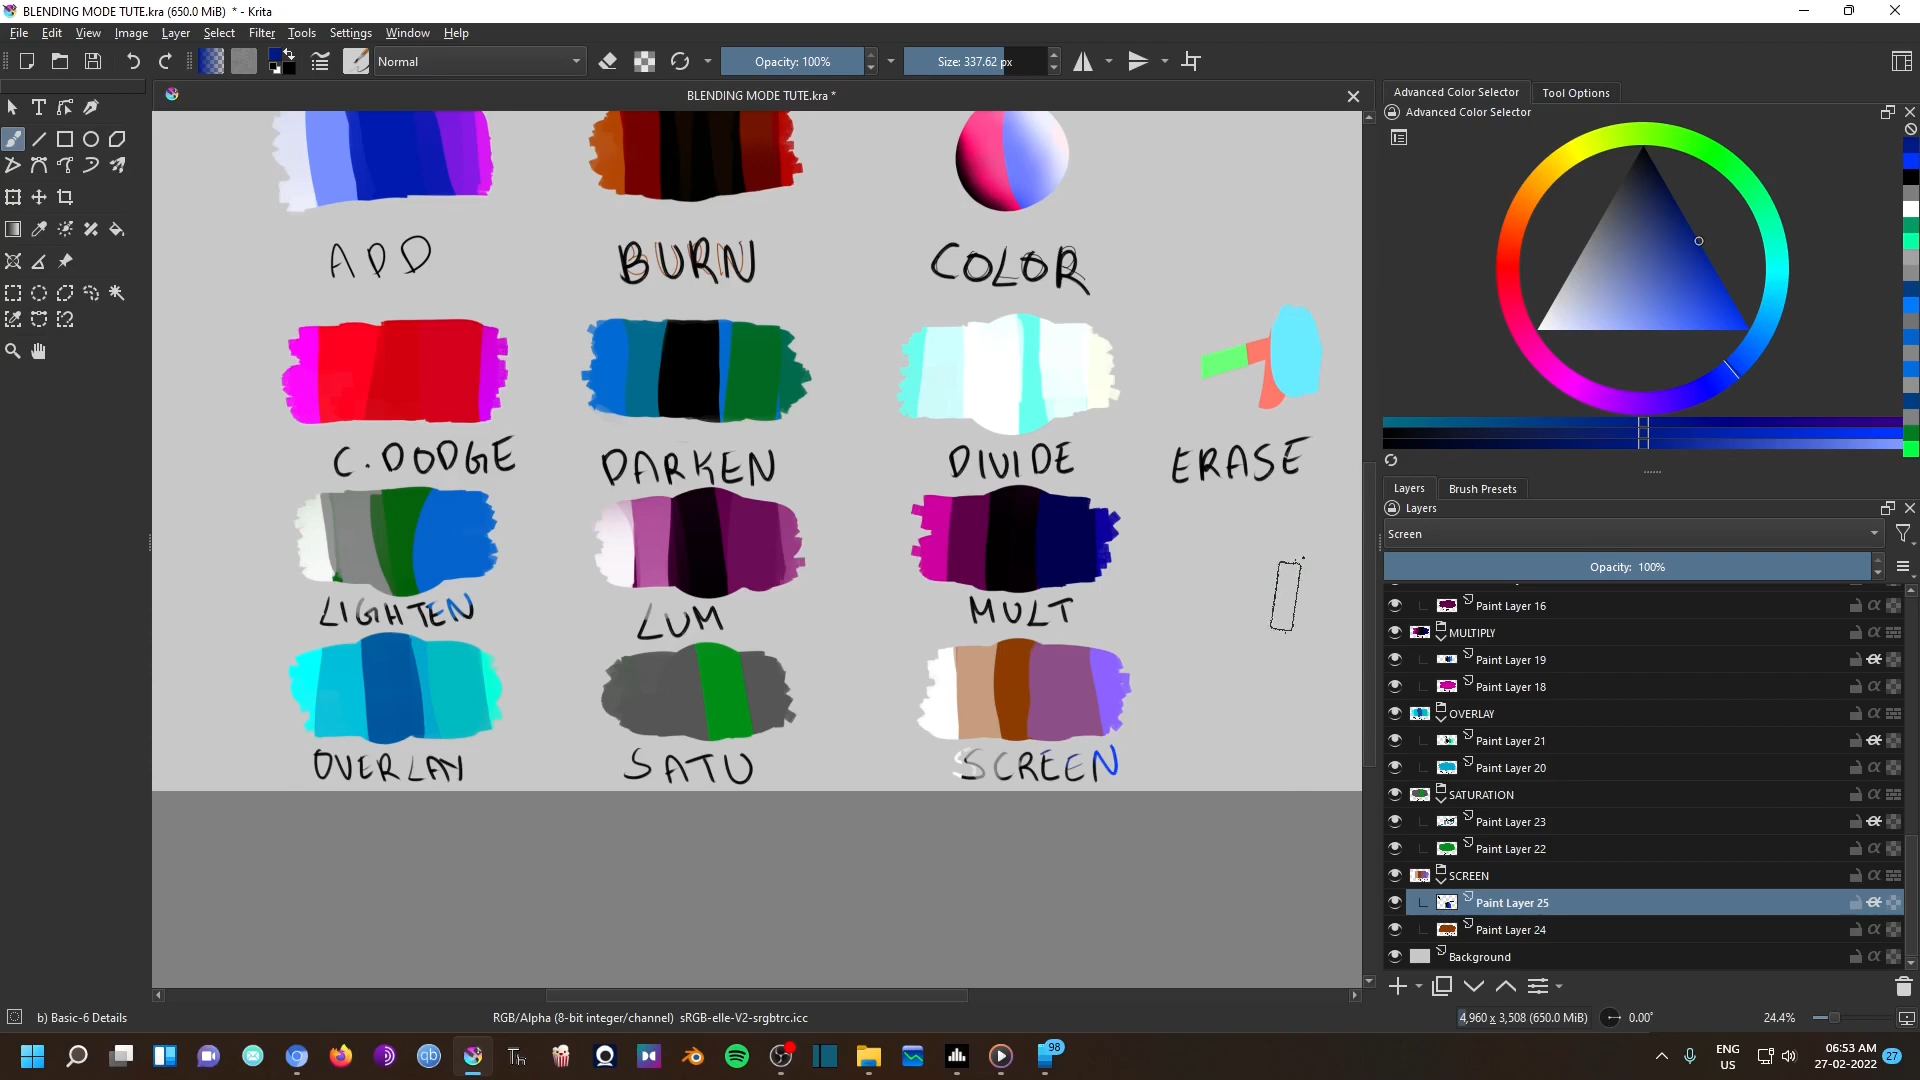 BLENDING MODE TUTE.kra (650.0 MiB) * - Krita
File Edit View Image Layer Select Filter Tools Settings Window Help
Normal
Opacity: 100%
Size: 337.62 px
BLENDING MODE TUTE.kra *
Advanced Color Selector
Tool Options
Advanced Color Selector
ADD
BURN
COLOR
C.DODGE
DARKEN
DIVIDE
ERASE
LIGHTEN
LUM
MULT
OVERLAY
SATU
SCREEN
Layers
Brush Presets
Layers
Screen
Opacity: 100%
Paint Layer 16
MULTIPLY
Paint Layer 19
Paint Layer 18
OVERLAY
Paint Layer 21
Paint Layer 20
SATURATION
Paint Layer 23
Paint Layer 22
SCREEN
Paint Layer 25
Paint Layer 24
Background
b) Basic-6 Details
RGB/Alpha (8-bit integer/channel) sRGB-elle-V2-srgbtrc.icc
4,960 x 3,508 (650.0 MiB)
0.00°
24.4%
qb
Th
98
ENG
US
06:53 AM
27-02-2022
27